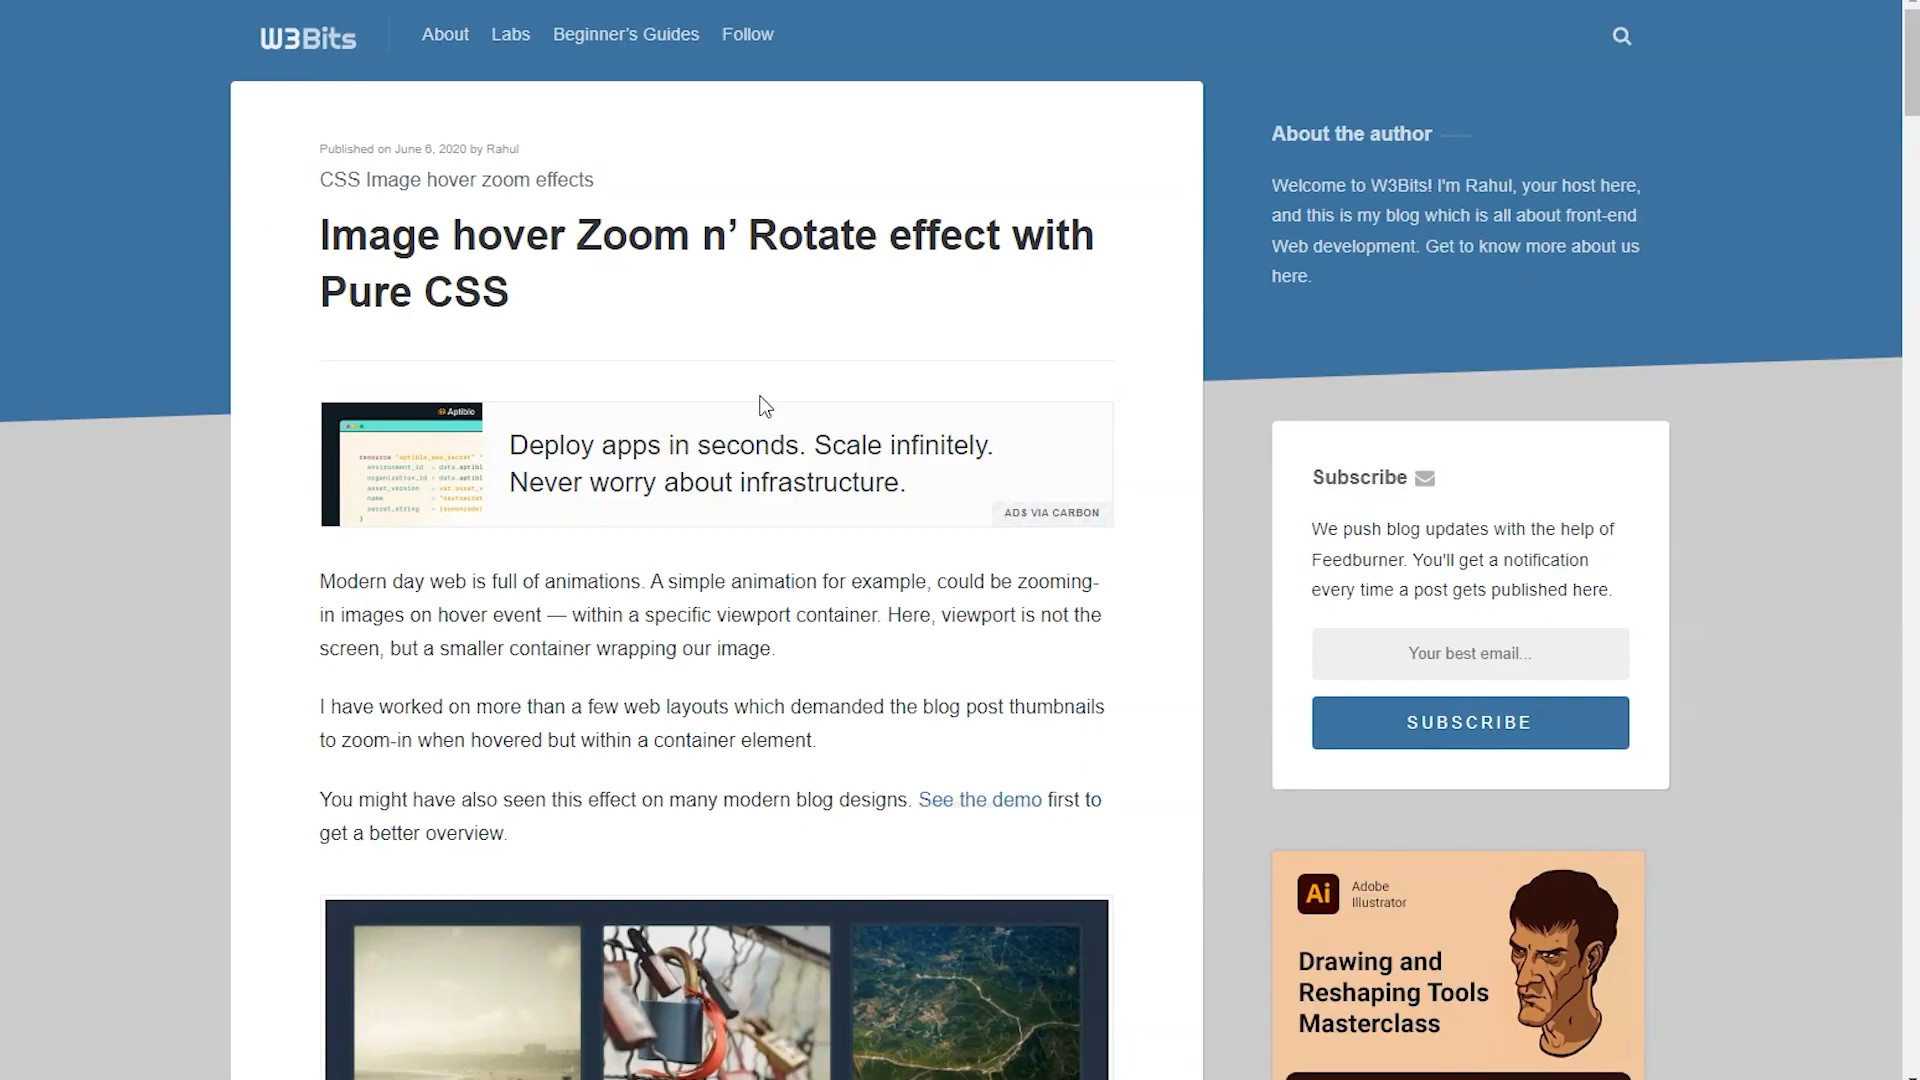 W3Bits
About Labs Beginner’s Guides Follow
Published on June 6, 2020 by Rahul
CSS Image hover zoom effects
Image hover Zoom n’ Rotate effect with
Pure CSS
Aptible
Deploy apps in seconds. Scale infinitely.
Never worry about infrastructure.
ADS VIA CARBON
Modern day web is full of animations. A simple animation for example, could be zooming-
in images on hover event — within a specific viewport container. Here, viewport is not the
screen, but a smaller container wrapping our image.
I have worked on more than a few web layouts which demanded the blog post thumbnails
to zoom-in when hovered but within a container element.
You might have also seen this effect on many modern blog designs. See the demo first to
get a better overview.
About the author
Welcome to W3Bits! I'm Rahul, your host here,
and this is my blog which is all about front-end
Web development. Get to know more about us
here.
Subscribe
We push blog updates with the help of
Feedburner. You'll get a notification
every time a post gets published here.
Your best email...
SUBSCRIBE
Ai
Adobe
Illustrator
Drawing and
Reshaping Tools
Masterclass